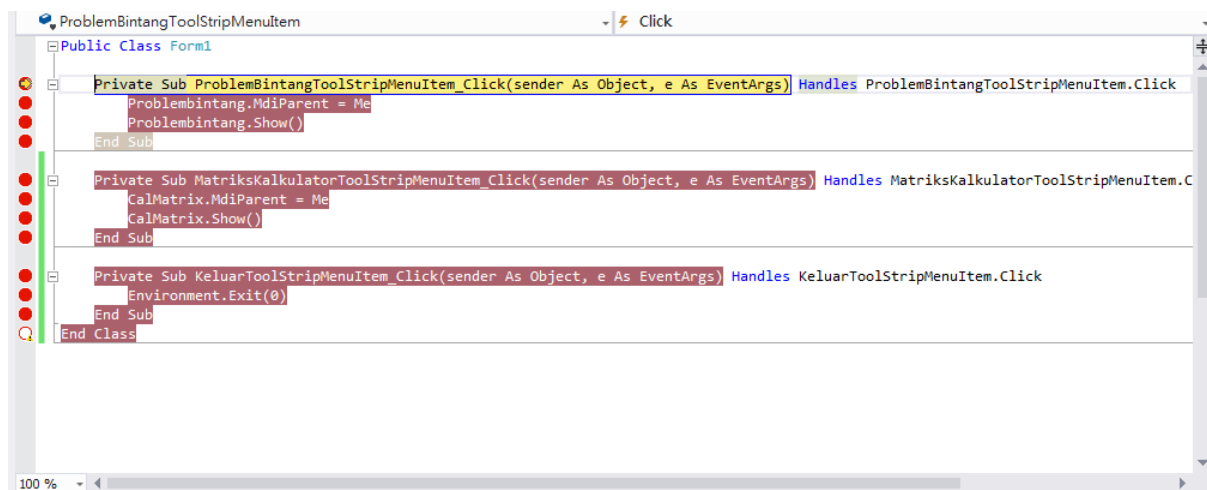 ProblemBintangToolStripMenuItem Click
Public Class Form1
Private Sub ProblemBintangToolStripMenuItem_Click(sender As Object, e As EventArgs) Handles ProblemBintangToolStripMenuItem.Click
Problembintang.MdiParent = Me
Problembintang.Show()
End Sub
Private Sub MatriksKalkulatorToolStripMenuItem_Click(sender As Object, e As EventArgs) Handles MatriksKalkulatorToolStripMenuItem.C
CalMatrix.MdiParent = Me
CalMatrix.Show()
End Sub
Private Sub KeluarToolStripMenuItem_Click(sender As Object, e As EventArgs) Handles KeluarToolStripMenuItem.Click
Environment.Exit(0)
End Sub
End Class
100 %